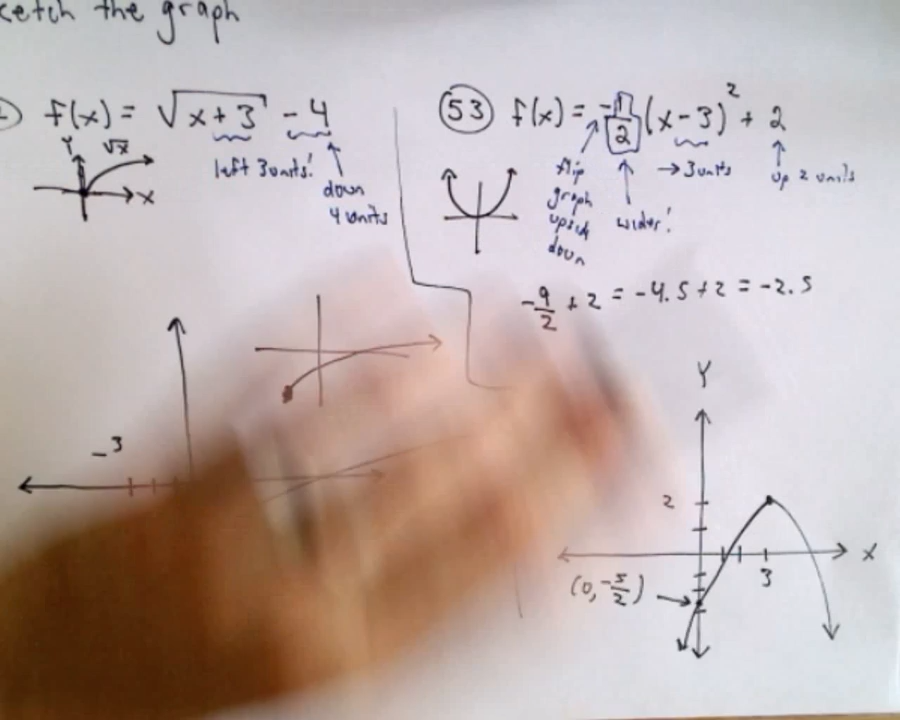 ketch the graph
f(x) = √(x+3) - 4
Y √x
X
left 3 units!
down
4 units
53 f(x) = -1/2 (x-3)² + 2
flip
graph
upside
down
wider!
→ 3 units
up 2 units
-9/2 + 2 = -4.5 + 2 = -2.5
-3
Y
2
X
3
(0, -5/2)